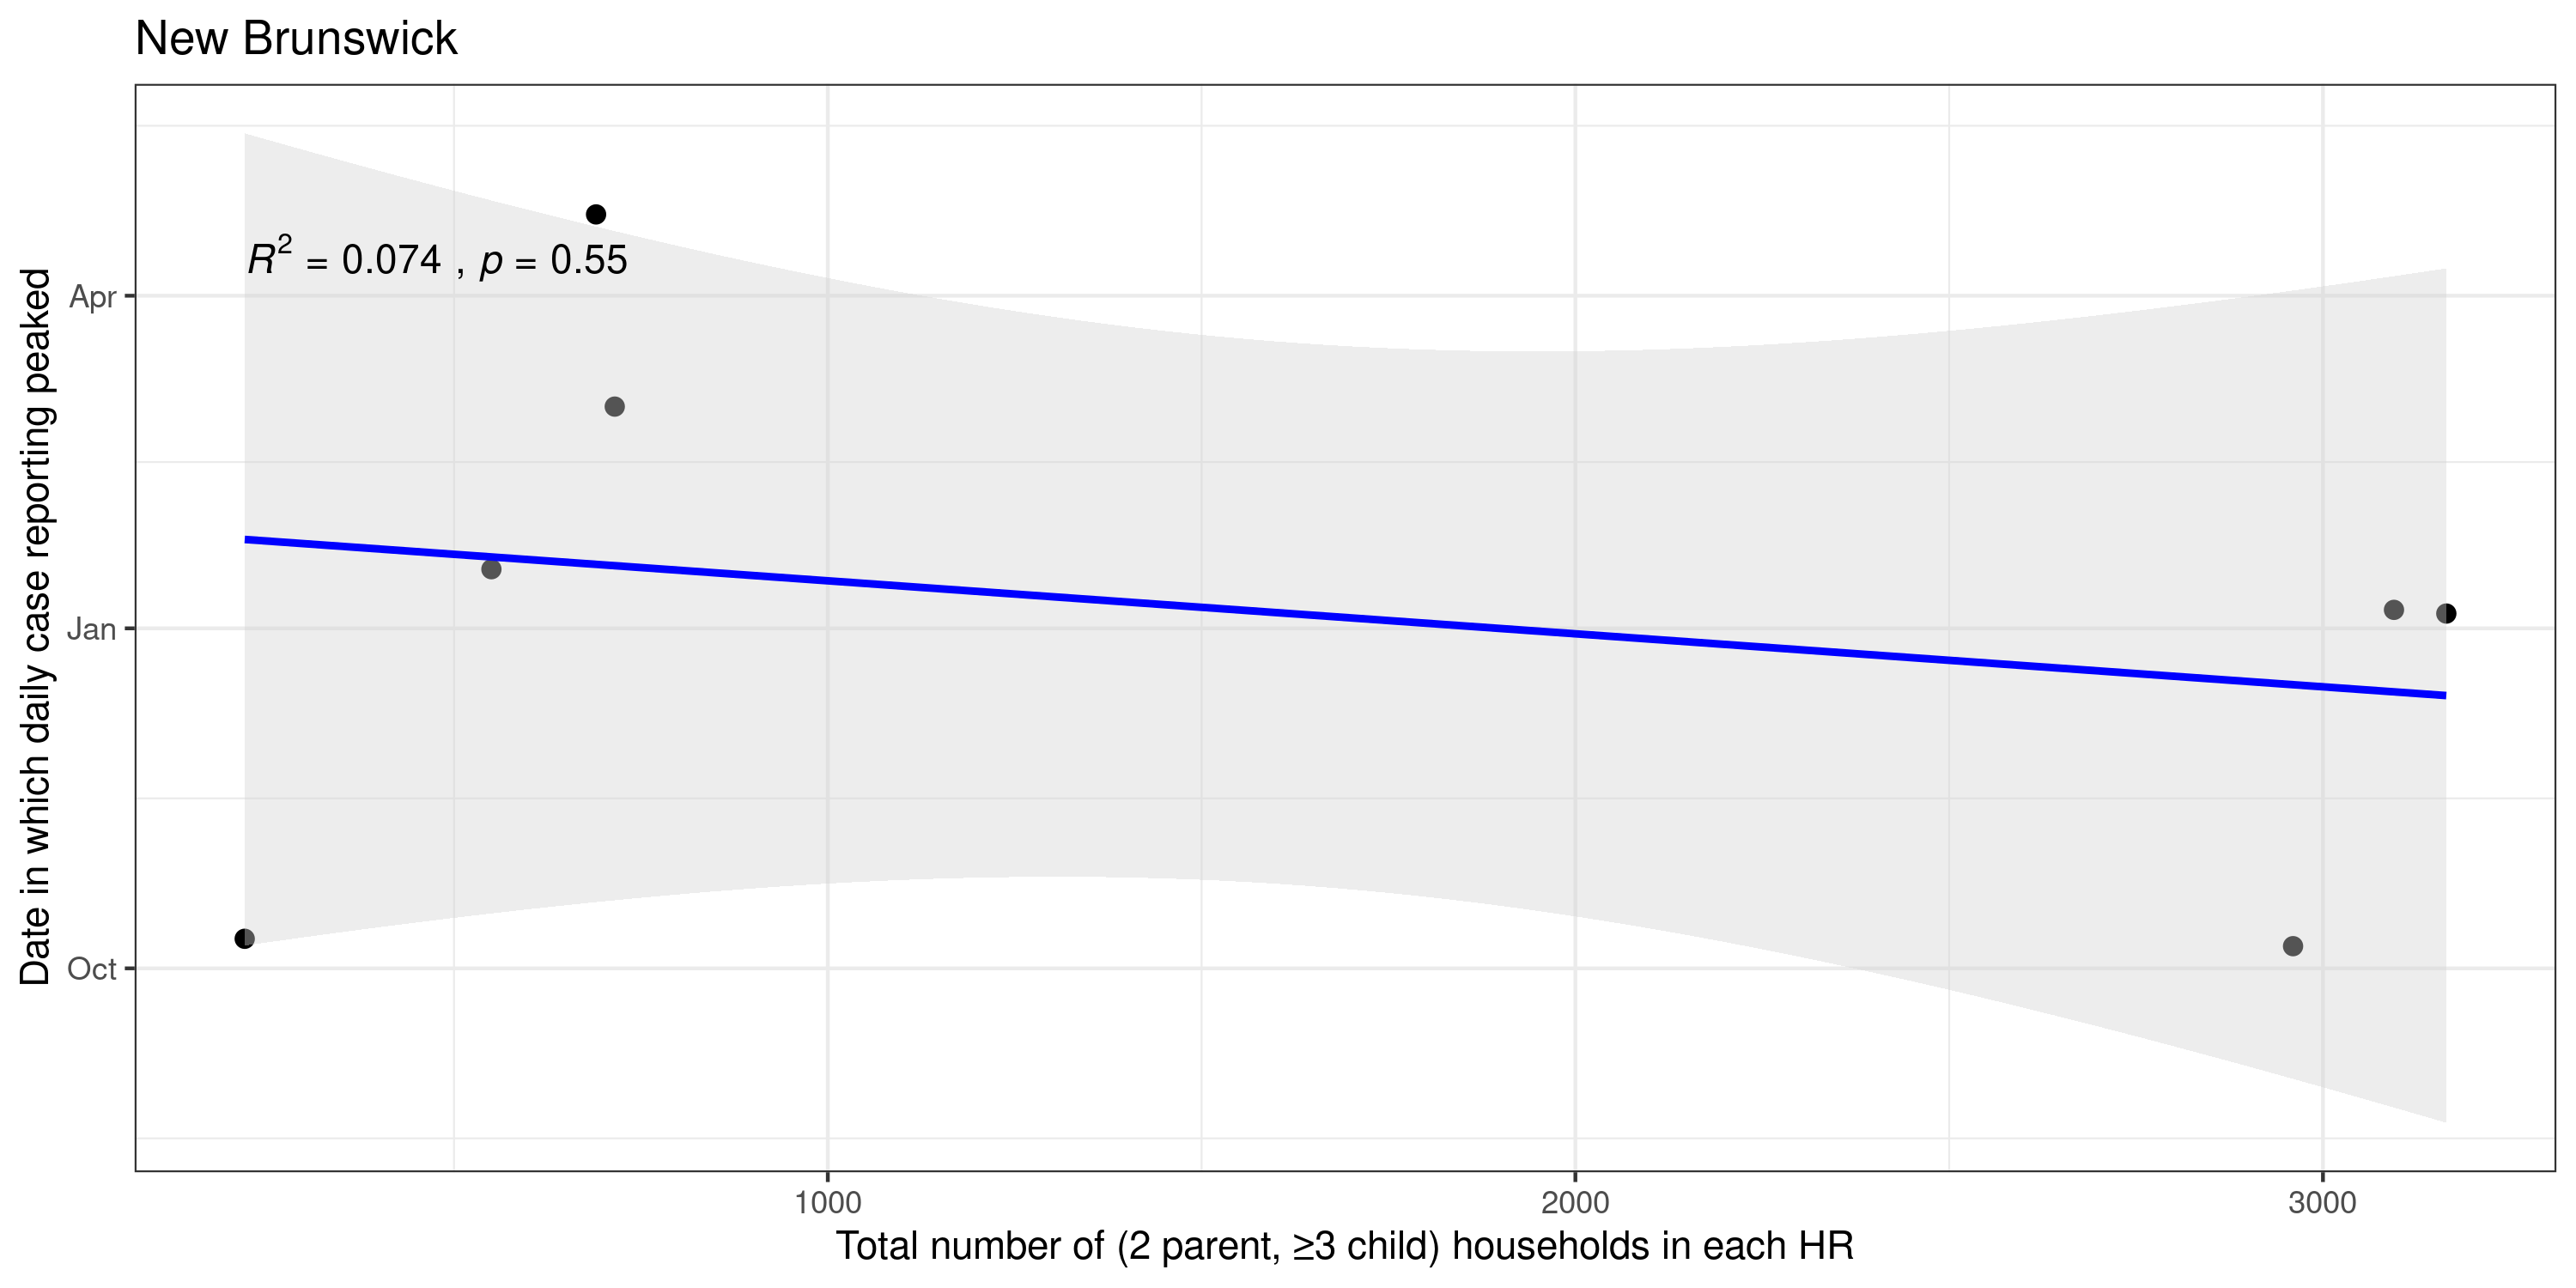 New Brunswick
R² = 0.074 , p = 0.55
Date in which daily case reporting peaked
Apr
Jan
Oct
1000 2000 3000
Total number of (2 parent, ≥3 child) households in each HR